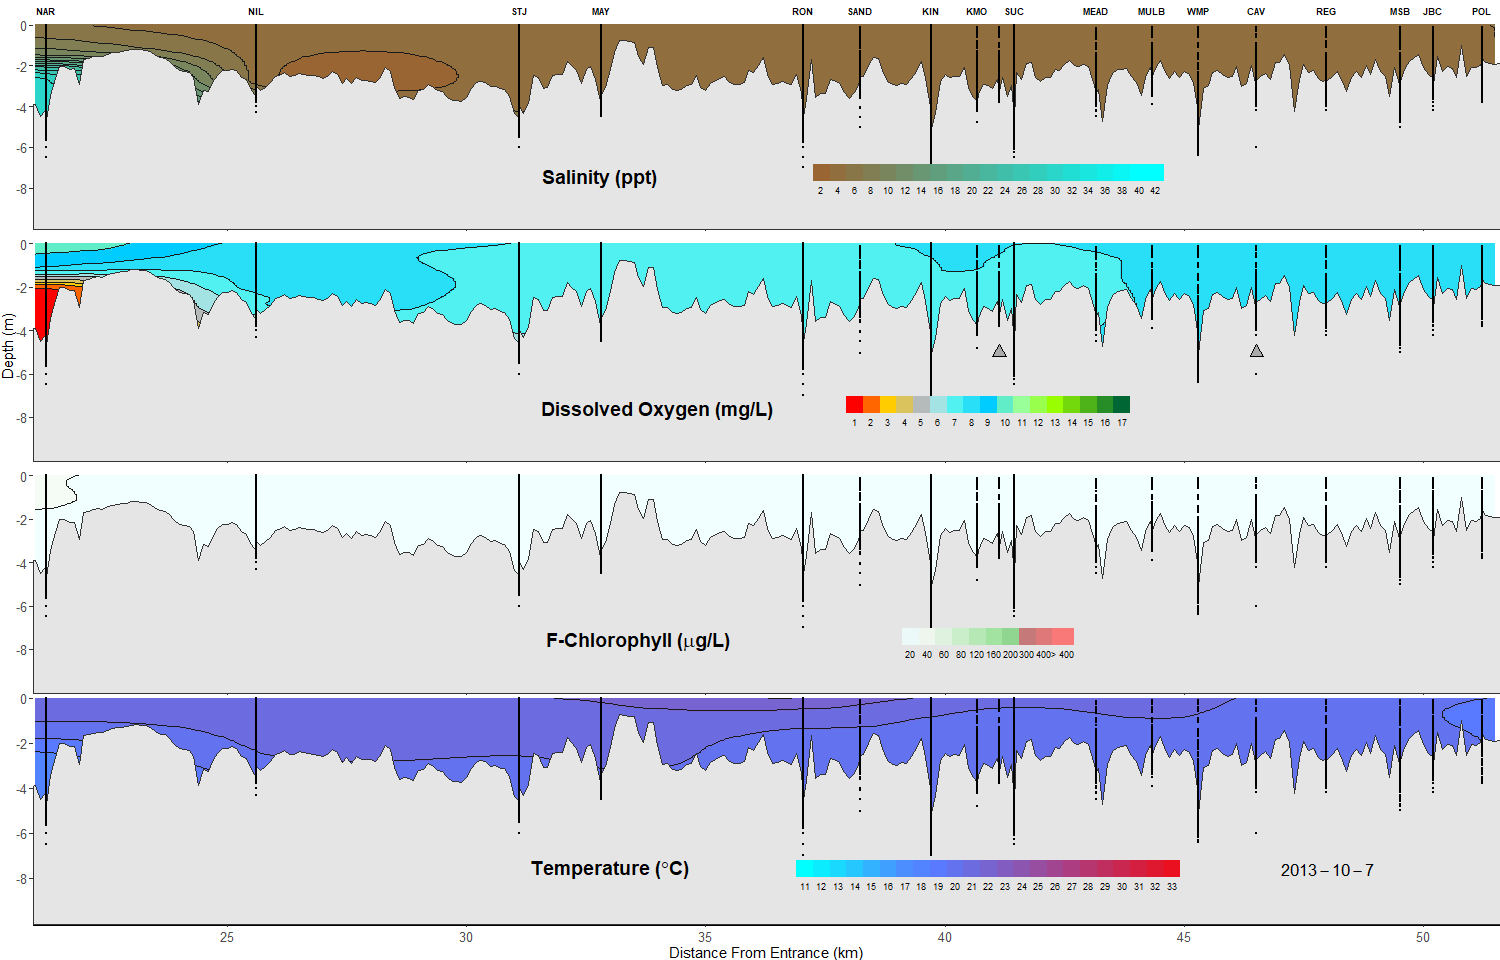 NAR NIL STJ MAY RON SAND KIN KMO SUC MEAD MULB WMP CAV REG MSB JBC POL
0
-2
-4
-6
-8
Salinity (ppt)
2 4 6 8 10 12 14 16 18 20 22 24 26 28 30 32 34 36 38 40 42
0
-2
-4
-6
-8
Depth (m)
Dissolved Oxygen (mg/L)
1 2 3 4 5 6 7 8 9 10 11 12 13 14 15 16 17
0
-2
-4
-6
-8
F-Chlorophyll (μg/L)
20 40 60 80 120 160 200 300 400> 400
0
-2
-4
-6
-8
Temperature (°C)
11 12 13 14 15 16 17 18 19 20 21 22 23 24 25 26 27 28 29 30 31 32 33
2013 – 10 – 7
25 30 35 40 45 50
Distance From Entrance (km)